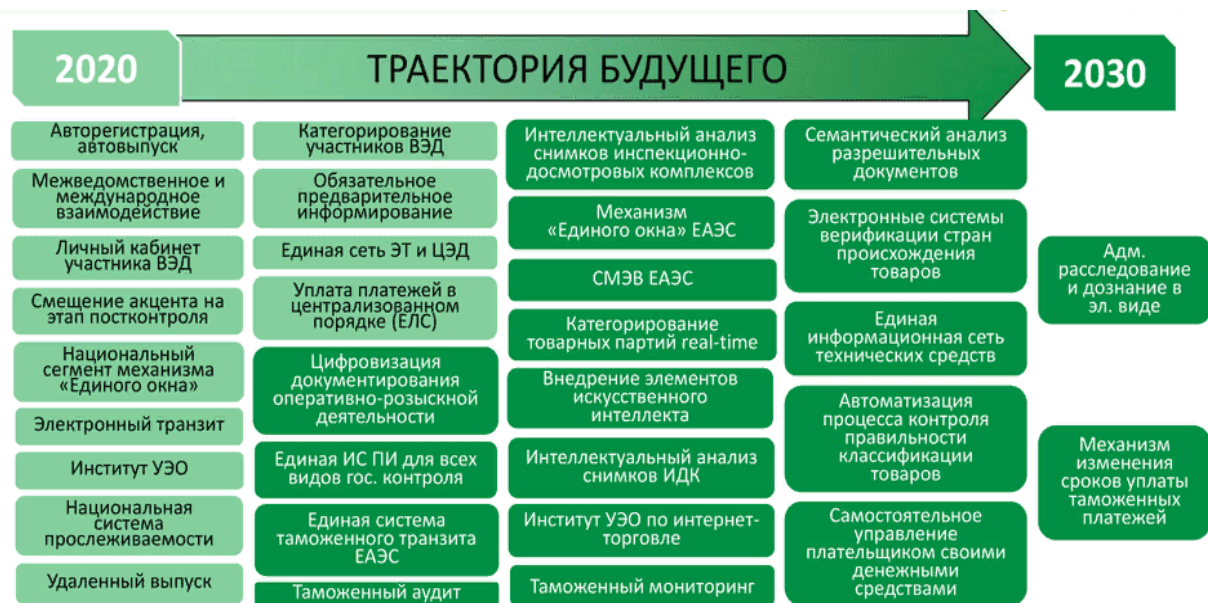 2020
ТРАЕКТОРИЯ БУДУЩЕГО
2030
Авторегистрация,
автовыпуск
Межведомственное и
международное
взаимодействие
Личный кабинет
участника ВЭД
Смещение акцента на
этап постконтроля
Национальный
сегмент механизма
«Единого окна»
Электронный транзит
Институт УЭО
Национальная
система
прослеживаемости
Удаленный выпуск
Категорирование
участников ВЭД
Обязательное
предварительное
информирование
Единая сеть ЭТ и ЦЭД
Уплата платежей в
централизованном
порядке (ЕЛС)
Цифровизация
документирования
оперативно-розыскной
деятельности
Единая ИС ПИ для всех
видов гос. контроля
Единая система
таможенного транзита
ЕАЭС
Таможенный аудит
Интеллектуальный анализ
снимков инспекционно-
досмотровых комплексов
Механизм
«Единого окна» ЕАЭС
СМЭВ ЕАЭС
Категорирование
товарных партий real-time
Внедрение элементов
искусственного
интеллекта
Интеллектуальный анализ
снимков ИДК
Институт УЭО по интернет-
торговле
Таможенный мониторинг
Семантический анализ
разрешительных
документов
Электронные системы
верификации стран
происхождения
товаров
Единая
информационная сеть
технических средств
Автоматизация
процесса контроля
правильности
классификации
товаров
Самостоятельное
управление
плательщиком своими
денежными
средствами
Адм.
расследование
и дознание в
эл. виде
Механизм
изменения
сроков уплаты
таможенных
платежей